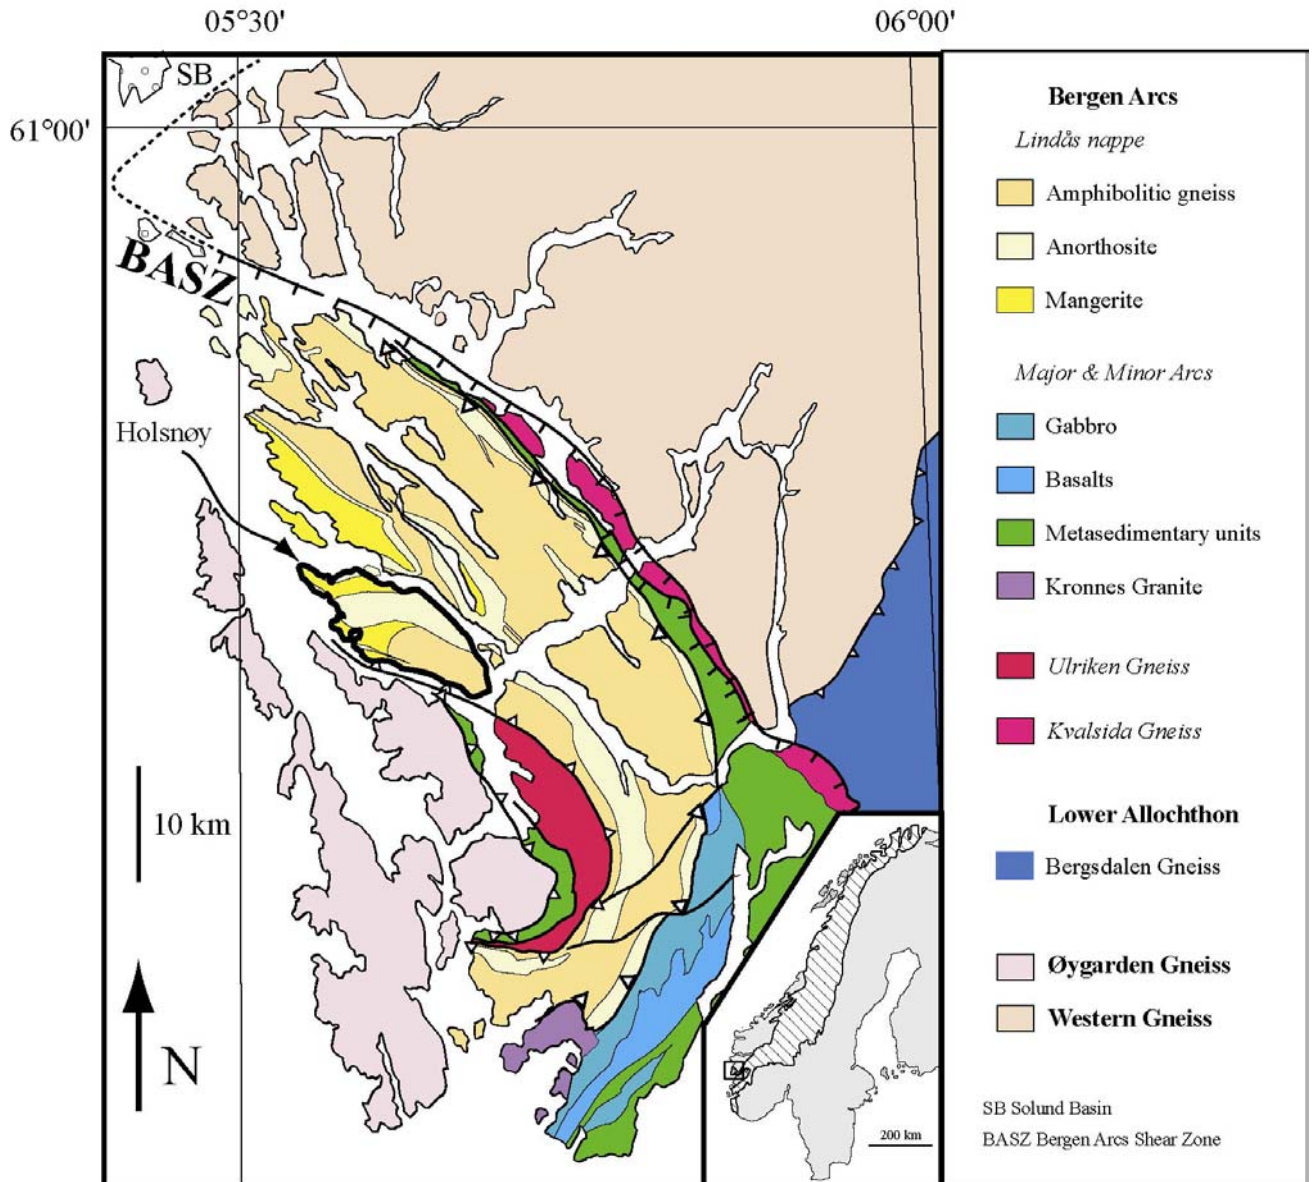 05°30'
06°00'
SB
61°00'
BASZ
Holsnøy
10 km
N
200 km
Bergen Arcs
Lindås nappe
Amphibolitic gneiss
Anorthosite
Mangerite
Major & Minor Arcs
Gabbro
Basalts
Metasedimentary units
Kronnes Granite
Ulriken Gneiss
Kvalsida Gneiss
Lower Allochthon
Bergsdalen Gneiss
Øygarden Gneiss
Western Gneiss
SB Solund Basin
BASZ Bergen Arcs Shear Zone